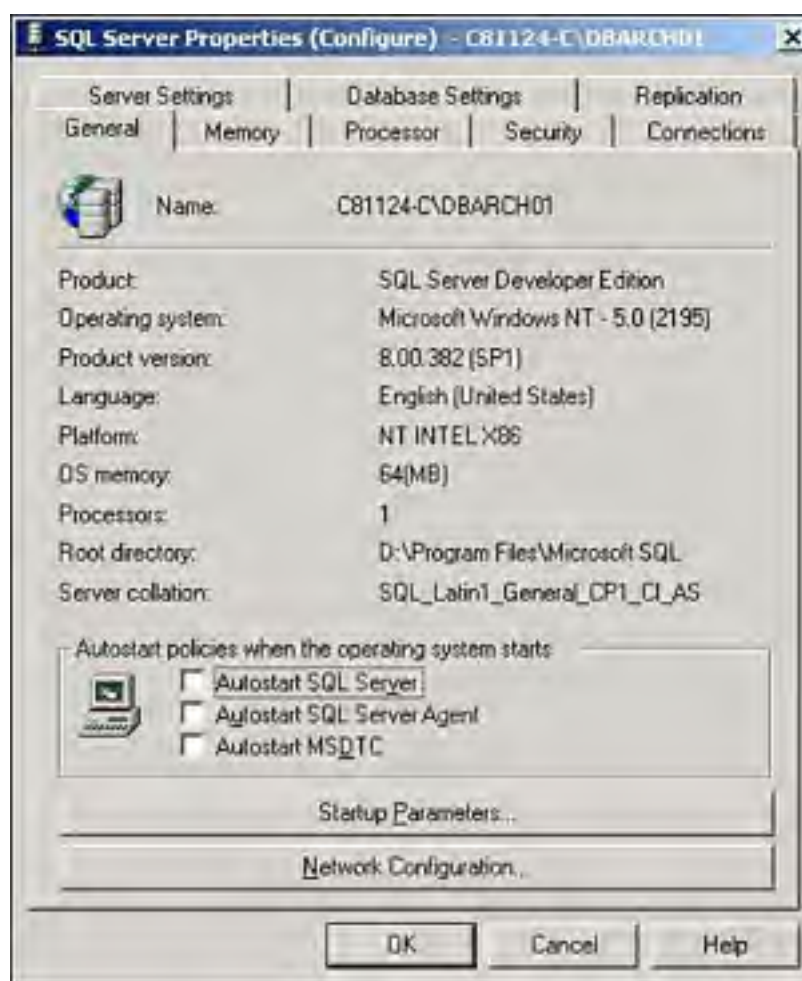 SQL Server Properties (Configure) - C81124-C\DBARCH01
Server Settings Database Settings Replication
General Memory Processor Security Connections
Name: C81124-C\DBARCH01
Product: SQL Server Developer Edition
Operating system: Microsoft Windows NT - 5.0 (2195)
Product version: 8.00.382 (SP1)
Language: English (United States)
Platform: NT INTEL X86
OS memory: 64(MB)
Processors: 1
Root directory: D:\Program Files\Microsoft SQL
Server collation: SQL_Latin1_General_CP1_CI_AS
Autostart policies when the operating system starts
Autostart SQL Server
Autostart SQL Server Agent
Autostart MSDTC
Startup Parameters...
Network Configuration...
OK Cancel Help